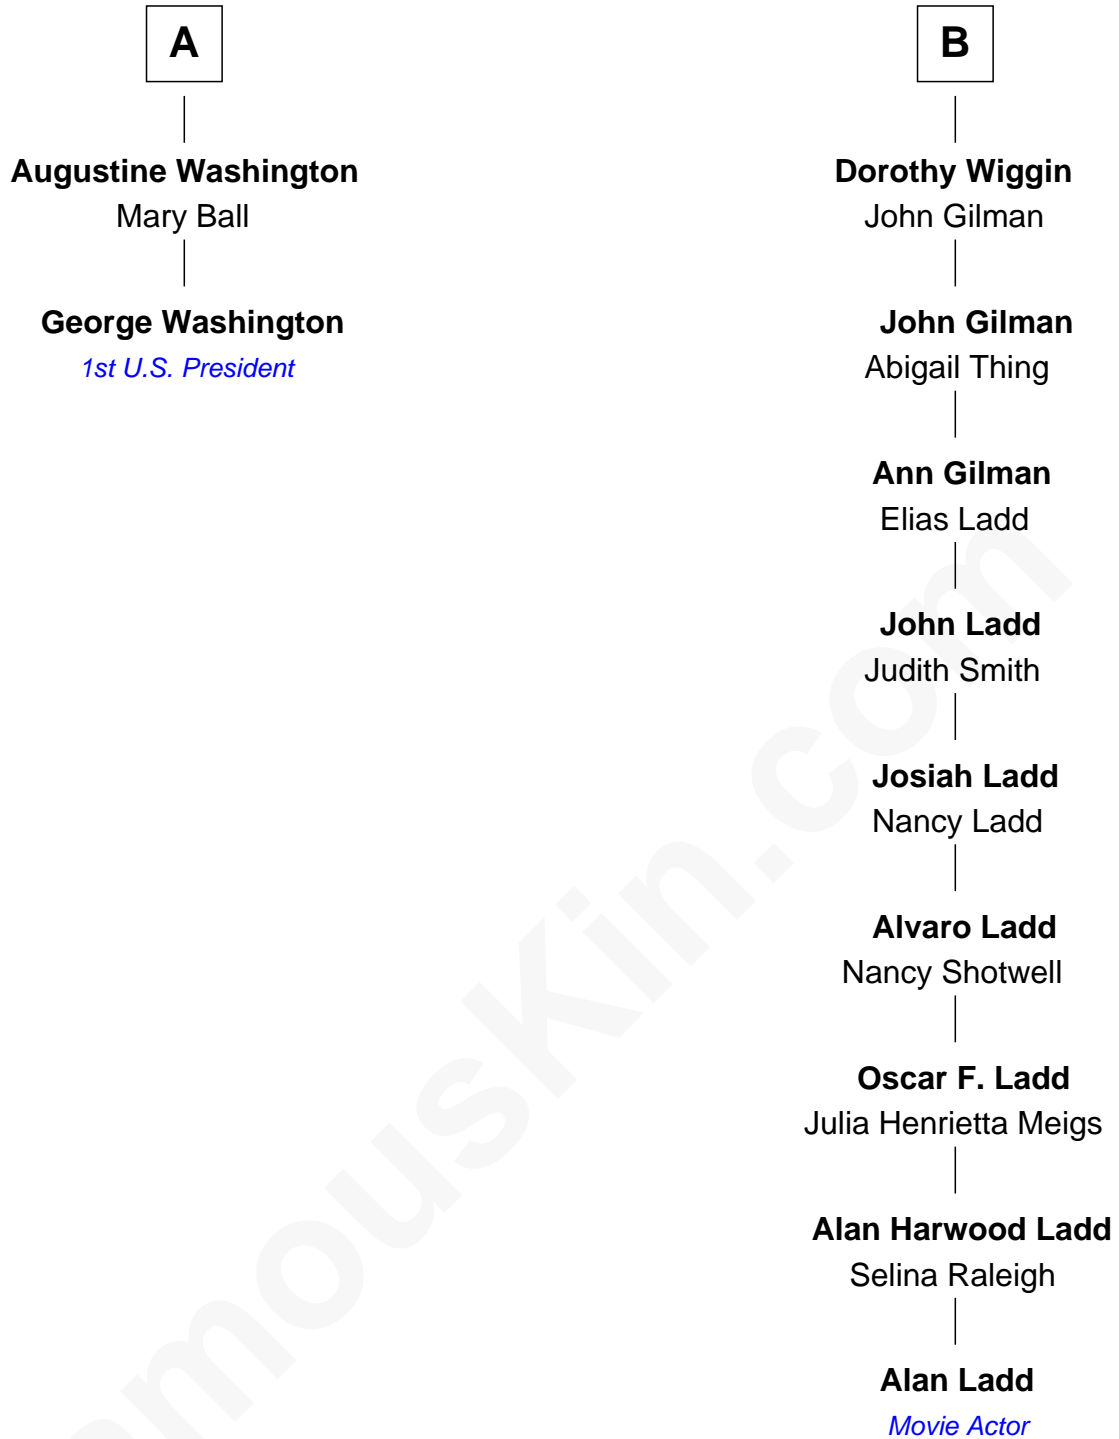 A
Augustine Washington
Mary Ball
George Washington
1st U.S. President
B
Dorothy Wiggin
John Gilman
John Gilman
Abigail Thing
Ann Gilman
Elias Ladd
John Ladd
Judith Smith
Josiah Ladd
Nancy Ladd
Alvaro Ladd
Nancy Shotwell
Oscar F. Ladd
Julia Henrietta Meigs
Alan Harwood Ladd
Selina Raleigh
Alan Ladd
Movie Actor
amouskin.com